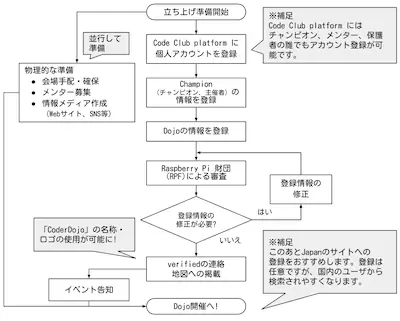 立ち上げ準備開始
並行して
準備
物理的な準備
● 会場手配・確保
● メンター募集
● 情報メディア作成
(Webサイト、SNS等)
Code Club platform に
個人アカウントを登録
※補足
Code Club platform には
チャンピオン、メンター、保護
者の誰でもアカウント登録が可
能です。
Champion
(チャンピオン、主催者) の
情報を登録
Dojoの情報を登録
Raspberry Pi 財団
(RPF)による審査
登録情報の
修正
登録情報の
修正が必要?
はい
いいえ
「CoderDojo」の名称・
ロゴの使用が可能に!
verifiedの連絡
地図への掲載
※補足
このあとJapanのサイトへの
登録をおすすめします。登録は
任意ですが、国内のユーザから
検索されやすくなります。
イベント告知
Dojo開催へ!